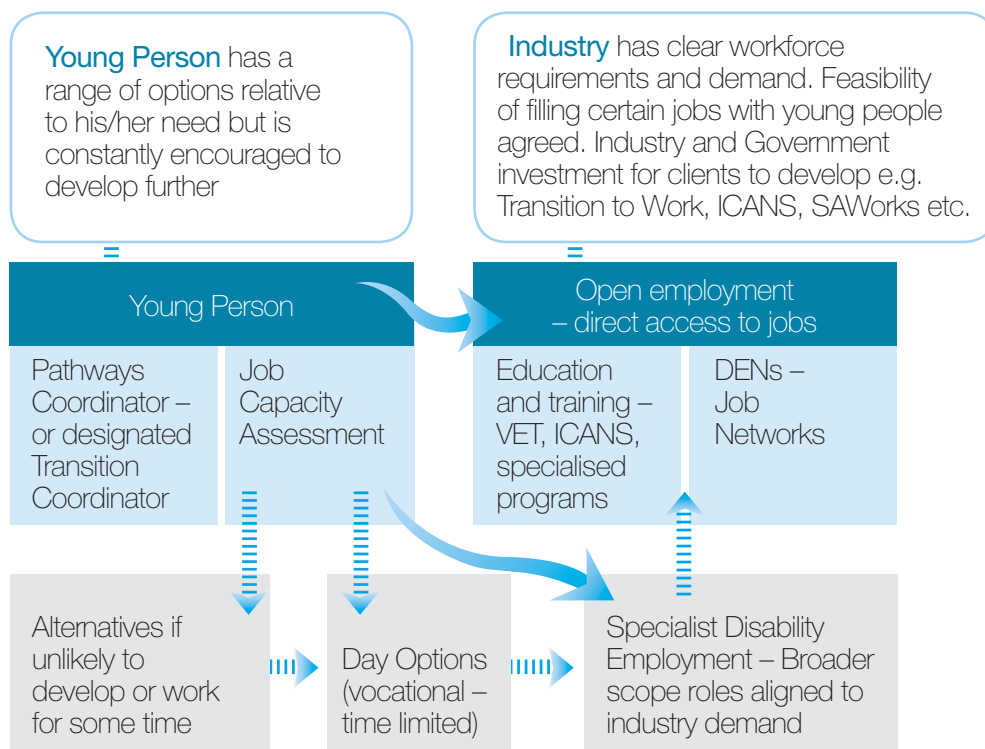 Young Person has a
range of options relative
to his/her need but is
constantly encouraged to
develop further
Industry has clear workforce
requirements and demand. Feasibility
of filling certain jobs with young people
agreed. Industry and Government
investment for clients to develop e.g.
Transition to Work, ICANS, SAWorks etc.
Young Person
Open employment
– direct access to jobs
Pathways
Coordinator –
or designated
Transition
Coordinator
Job
Capacity
Assessment
Education
and training –
VET, ICANS,
specialised
programs
DENs –
Job
Networks
Alternatives if
unlikely to
develop or work
for some time
Day Options
(vocational –
time limited)
Specialist Disability
Employment – Broader
scope roles aligned to
industry demand